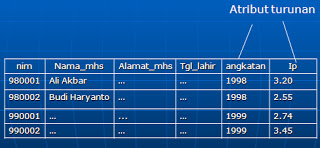 Atribut turunan
nim Nama_mhs Alamat_mhs Tgl_lahir angkatan Ip
980001 Ali Akbar ... ... 1998 3.20
980002 Budi Haryanto ... ... 1998 2.55
990001 ... ... ... 1999 2.74
990002 ... ... ... 1999 3.45